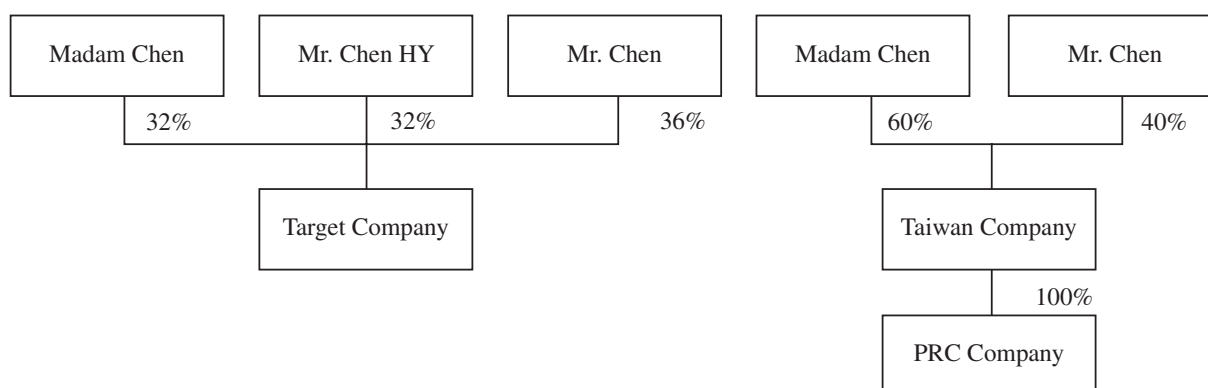 Madam Chen
Mr. Chen HY
Mr. Chen
Madam Chen
Mr. Chen
32%
32%
36%
60%
40%
Target Company
Taiwan Company
100%
PRC Company